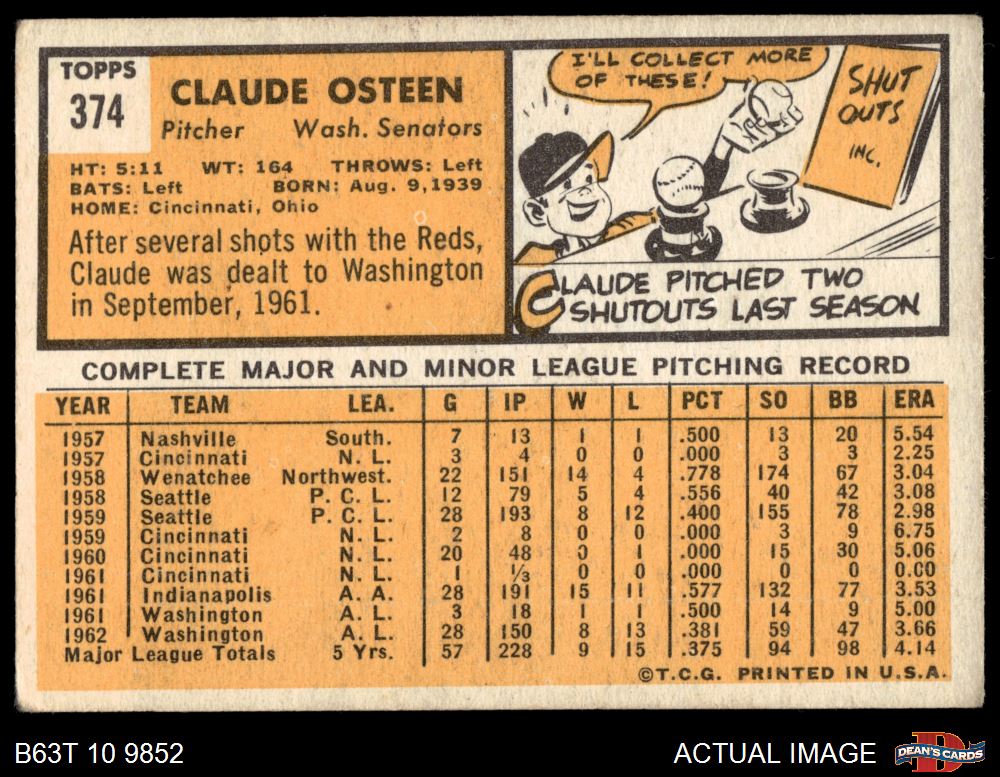 TOPPS
374
CLAUDE OSTEEN
Pitcher Wash. Senators
HT: 5:11 WT: 164 THROWS: Left
BATS: Left BORN: Aug. 9,1939
HOME: Cincinnati, Ohio
After several shots with the Reds,
Claude was dealt to Washington
in September, 1961.
I'LL COLLECT MORE
OF THESE!
SHUT
OUTS
INC.
CLAUDE PITCHED TWO
SHUTOUTS LAST SEASON
COMPLETE MAJOR AND MINOR LEAGUE PITCHING RECORD
YEAR TEAM LEA. G IP W L PCT SO BB ERA
1957 Nashville South. 7 13 1 1 .500 13 20 5.54
1957 Cincinnati N. L. 3 4 0 0 .000 3 3 2.25
1958 Wenatchee Northwest. 22 151 14 4 .778 174 67 3.04
1958 Seattle P. C. L. 12 79 5 4 .556 40 42 3.08
1959 Seattle P. C. L. 28 193 8 12 .400 155 78 2.98
1959 Cincinnati N. L. 2 8 0 0 .000 3 9 6.75
1960 Cincinnati N. L. 20 48 0 1 .000 15 30 5.06
1961 Cincinnati N. L. 1 ⅓ 0 0 .000 0 0 0.00
1961 Indianapolis A. A. 28 191 15 11 .577 132 77 3.53
1961 Washington A. L. 3 18 1 1 .500 14 9 5.00
1962 Washington A. L. 28 150 8 13 .381 59 47 3.66
Major League Totals 5 Yrs. 57 228 9 15 .375 94 98 4.14
©T.C.G. PRINTED IN U.S.A.
B63T 10 9852
ACTUAL IMAGE
DEAN'S CARDS